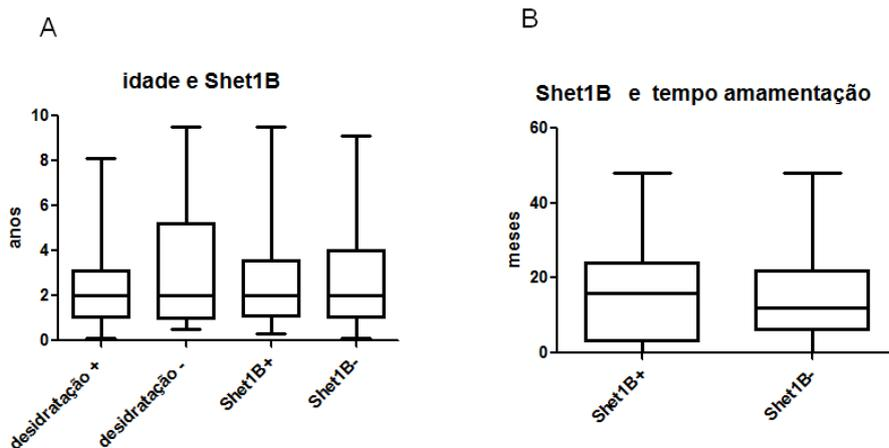 A
idade e Shet1B
anos
10
8
6
4
2
0
desidratação +
desidratação -
Shet1B+
Shet1B-
B
Shet1B e tempo amamentação
meses
60
40
20
0
Shet1B+
Shet1B-